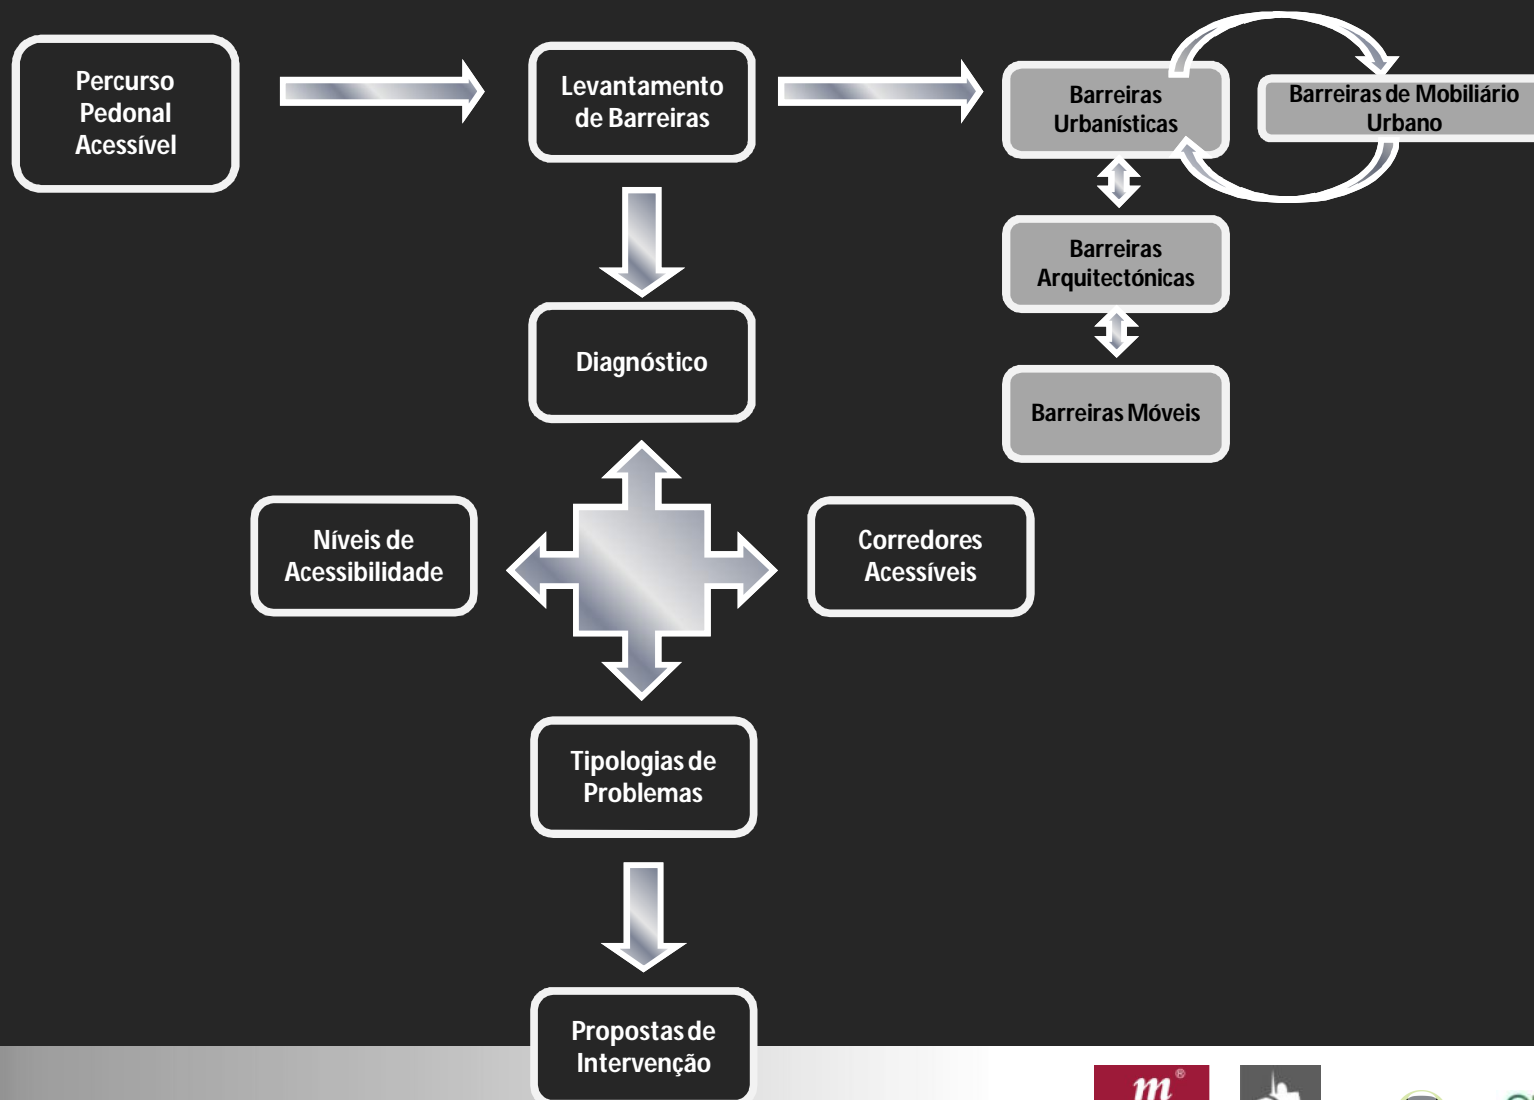 Percurso
Pedonal
Acessível
Levantamento
de Barreiras
Barreiras
Urbanísticas
Barreiras de Mobiliário
Urbano
Barreiras
Arquitectónicas
Diagnóstico
Barreiras Móveis
Níveis de
Acessibilidade
Corredores
Acessíveis
Tipologias de
Problemas
Propostas de
Intervenção
m®